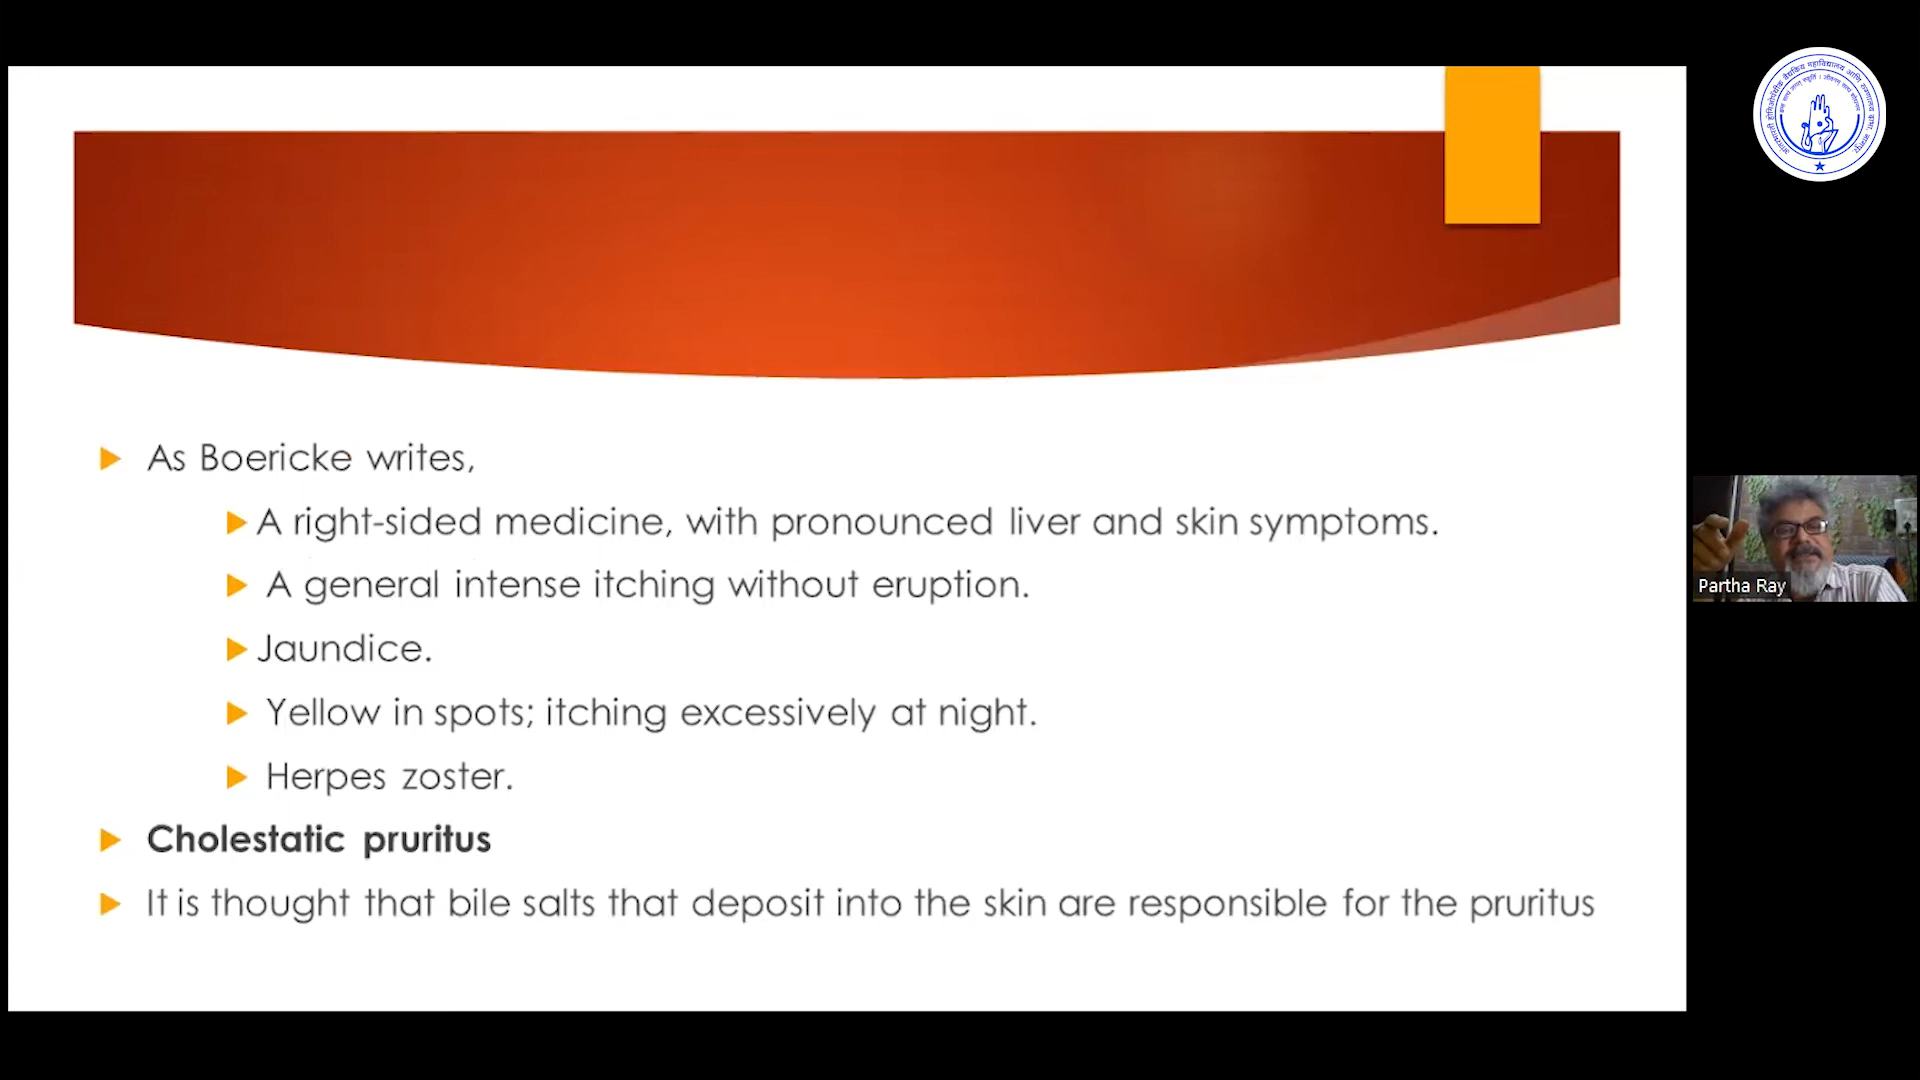 As Boericke writes,
A right-sided medicine, with pronounced liver and skin symptoms.
A general intense itching without eruption.
Jaundice.
Yellow in spots; itching excessively at night.
Herpes zoster.
Cholestatic pruritus
It is thought that bile salts that deposit into the skin are responsible for the pruritus
Partha Ray